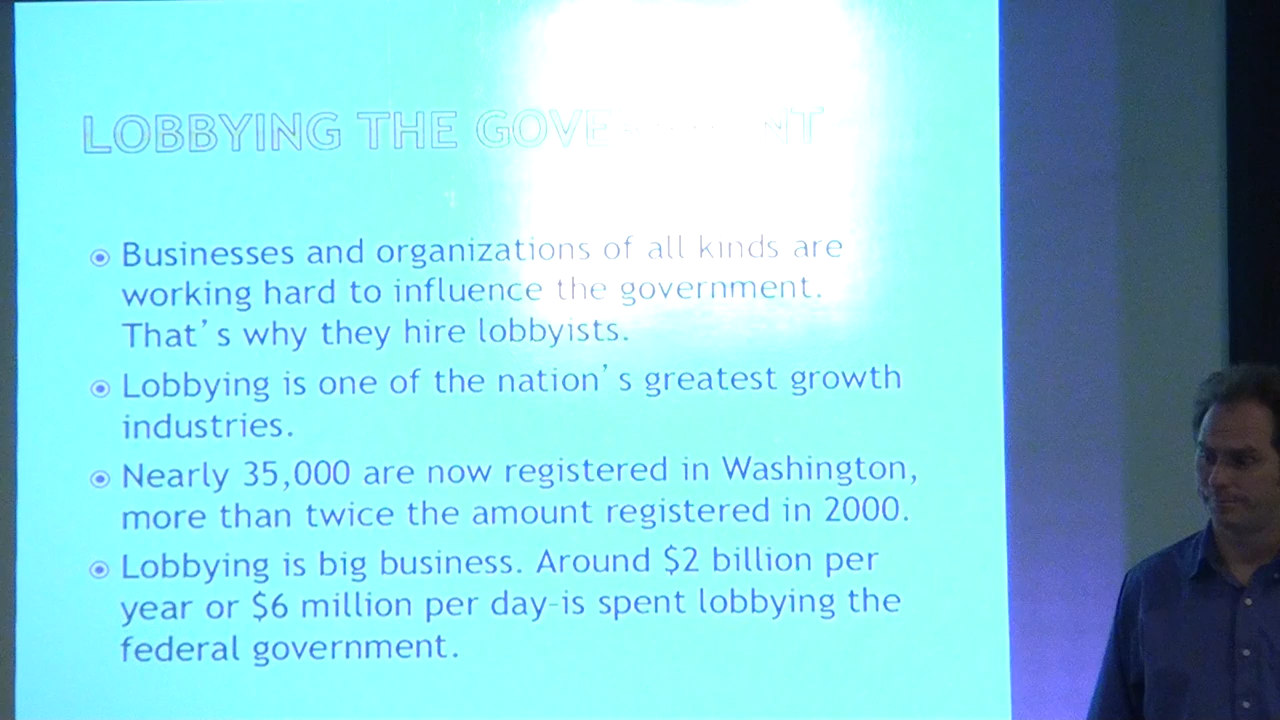 LOBBYING THE GOVERNMENT
Businesses and organizations of all kinds are
working hard to influence the government.
That's why they hire lobbyists.
Lobbying is one of the nation's greatest growth
industries.
Nearly 35,000 are now registered in Washington,
more than twice the amount registered in 2000.
Lobbying is big business. Around $2 billion per
year or $6 million per day-is spent lobbying the
federal government.